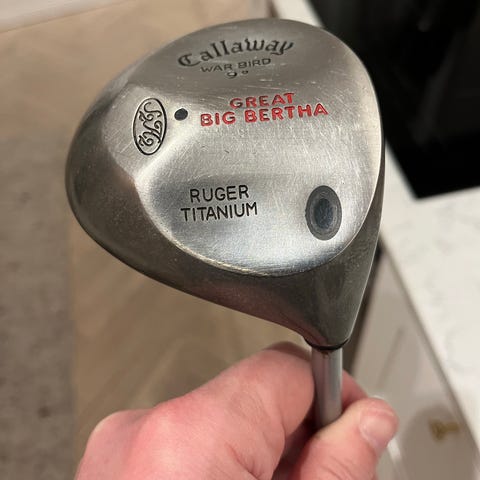 Callaway
WAR BIRD
9°
GREAT
BIG BERTHA
RUGER
TITANIUM